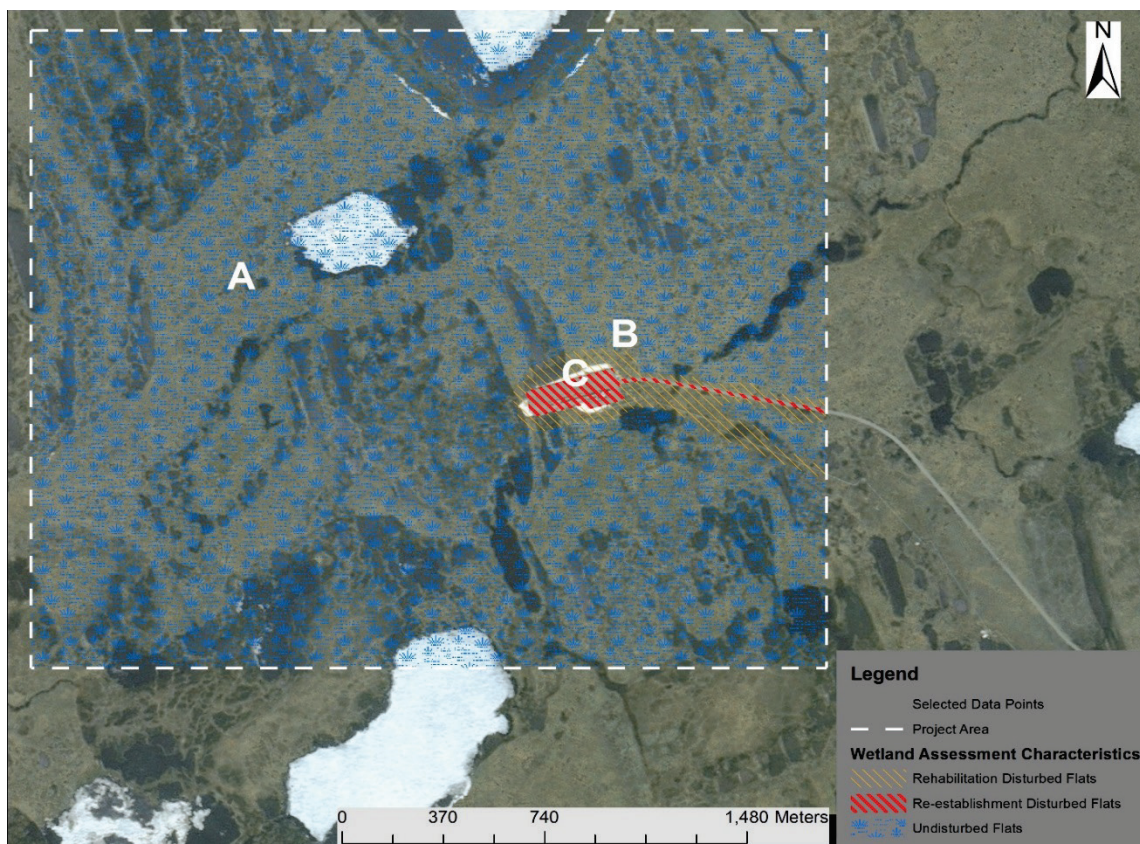 N
A
B
C
Legend
Selected Data Points
Project Area
Wetland Assessment Characteristics
Rehabilitation Disturbed Flats
Re-establishment Disturbed Flats
Undisturbed Flats
0 370 740 1,480 Meters